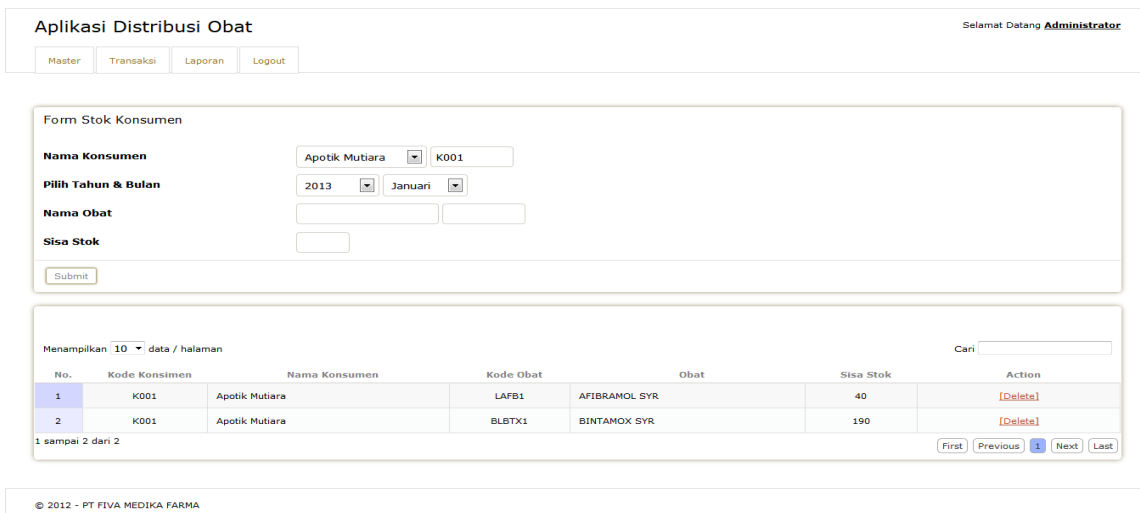 Aplikasi Distribusi Obat
Selamat Datang Administrator
Master Transaksi Laporan Logout
Form Stok Konsumen
Nama Konsumen Apotik Mutiara K001
Pilih Tahun & Bulan 2013 Januari
Nama Obat
Sisa Stok
Submit
Menampilkan 10 data / halaman Cari
No. Kode Konsimen Nama Konsumen Kode Obat Obat Sisa Stok Action
1 K001 Apotik Mutiara LAFB1 AFIBRAMOL SYR 40 [Delete]
2 K001 Apotik Mutiara BLBTX1 BINTAMOX SYR 190 [Delete]
1 sampai 2 dari 2 First Previous 1 Next Last
© 2012 - PT FIVA MEDIKA FARMA